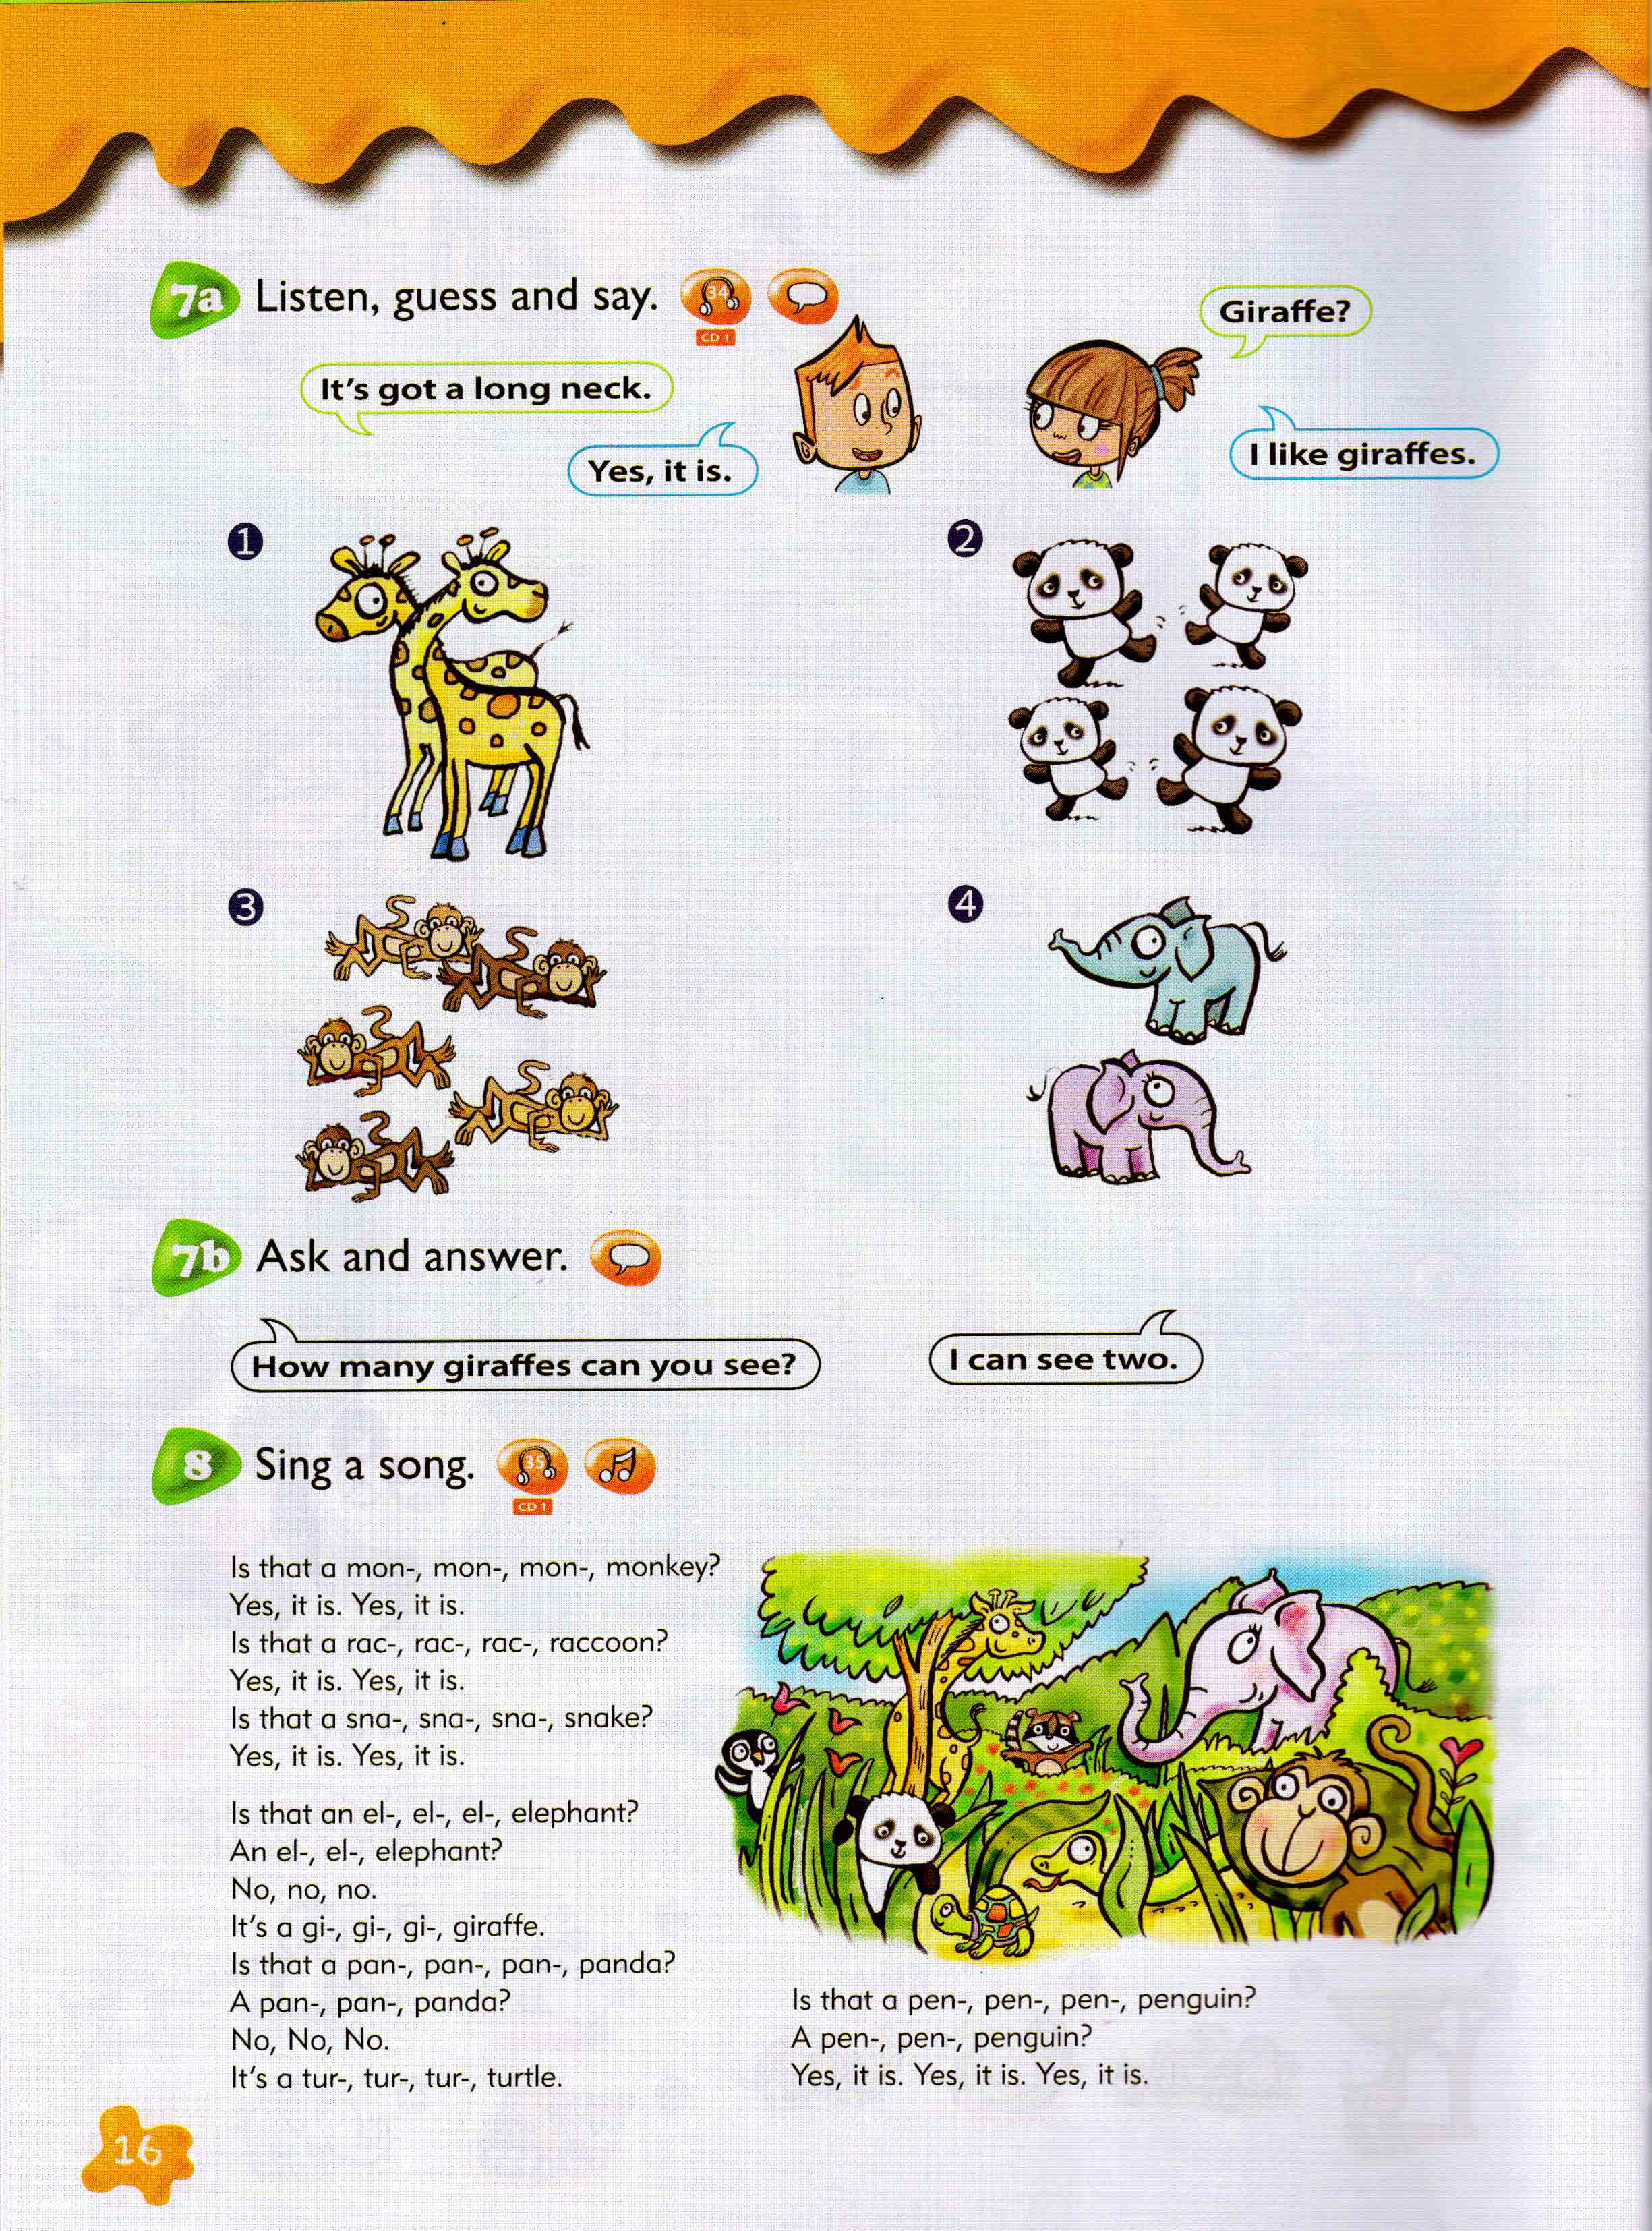 7a Listen, guess and say. 34
CD 1
Giraffe?
It's got a long neck.
Yes, it is.
I like giraffes.
1
2
3
4
7b Ask and answer.
How many giraffes can you see?
I can see two.
8 Sing a song. 35
CD 1
Is that a mon-, mon-, mon-, monkey?
Yes, it is. Yes, it is.
Is that a rac-, rac-, rac-, raccoon?
Yes, it is. Yes, it is.
Is that a sna-, sna-, sna-, snake?
Yes, it is. Yes, it is.
Is that an el-, el-, el-, elephant?
An el-, el-, elephant?
No, no, no.
It's a gi-, gi-, gi-, giraffe.
Is that a pan-, pan-, pan-, panda?
A pan-, pan-, panda?
No, No, No.
It's a tur-, tur-, tur-, turtle.
Is that a pen-, pen-, pen-, penguin?
A pen-, pen-, penguin?
Yes, it is. Yes, it is. Yes, it is.
16